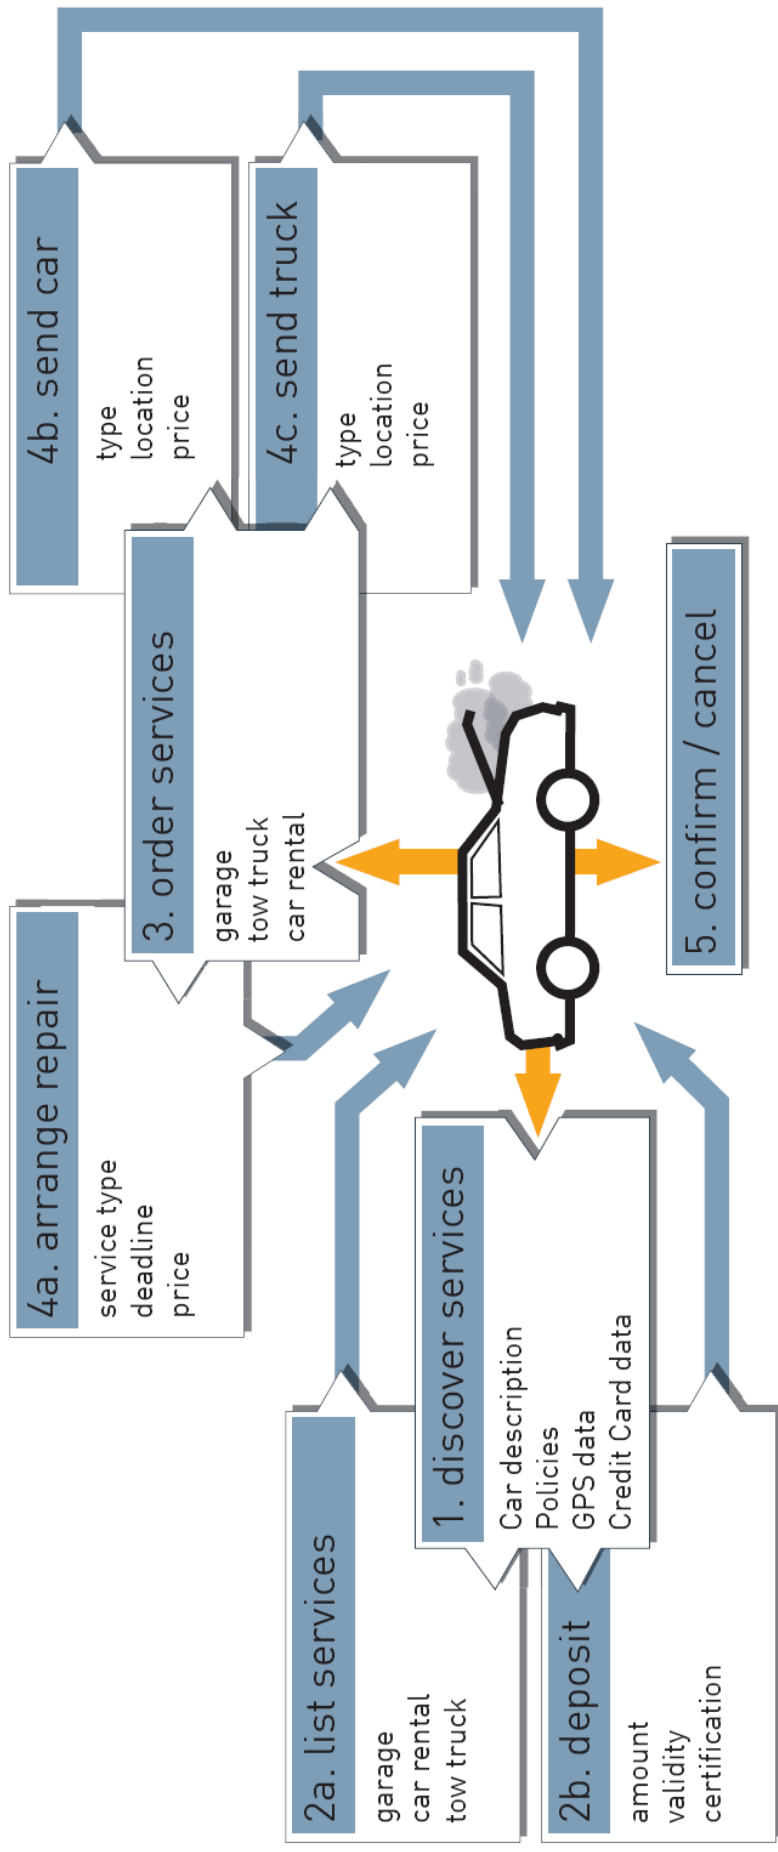 1. discover services
Car description
Policies
GPS data
Credit Card data
2a. list services
garage
car rental
tow truck
2b. deposit
amount
validity
certification
3. order services
garage
tow truck
car rental
4a. arrange repair
service type
deadline
price
4b. send car
type
location
price
4c. send truck
type
location
price
5. confirm / cancel